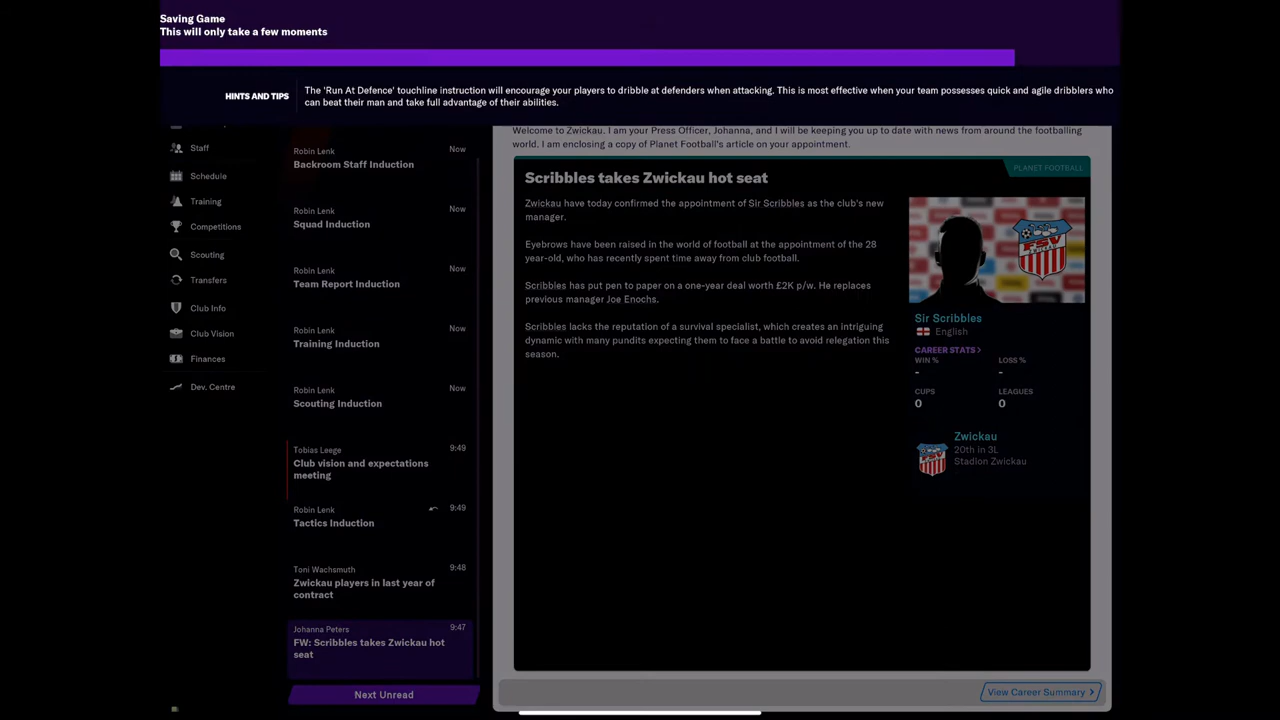 Saving Game
This will only take a few moments
HINTS AND TIPS
The 'Run At Defence' touchline instruction will encourage your players to dribble at defenders when attacking. This is most effective when your team possesses quick and agile dribblers who
can beat their man and take full advantage of their abilities.
Staff
Schedule
Training
Competitions
Scouting
Transfers
Club Info
Club Vision
Finances
Dev. Centre
Robin Lenk
Now
Backroom Staff Induction
Robin Lenk
Now
Squad Induction
Robin Lenk
Now
Team Report Induction
Robin Lenk
Now
Training Induction
Robin Lenk
Now
Scouting Induction
Tobias Leege
9:49
Club vision and expectations
meeting
Robin Lenk
9:49
Tactics Induction
Toni Wachsmuth
9:48
Zwickau players in last year of
contract
Johanna Peters
9:47
FW: Scribbles takes Zwickau hot
seat
Next Unread
Welcome to Zwickau. I am your Press Officer, Johanna, and I will be keeping you up to date with news from around the footballing
world. I am enclosing a copy of Planet Football's article on your appointment.
Scribbles takes Zwickau hot seat
PLANET FOOTBALL
Zwickau have today confirmed the appointment of Sir Scribbles as the club's new
manager.
Eyebrows have been raised in the world of football at the appointment of the 28
year-old, who has recently spent time away from club football.
Scribbles has put pen to paper on a one-year deal worth £2K p/w. He replaces
previous manager Joe Enochs.
Scribbles lacks the reputation of a survival specialist, which creates an intriguing
dynamic with many pundits expecting them to face a battle to avoid relegation this
season.
FSV
Sir Scribbles
English
CAREER STATS >
WIN %
LOSS %
-
-
CUPS
LEAGUES
0
0
Zwickau
20th in 3L
Stadion Zwickau
View Career Summary >